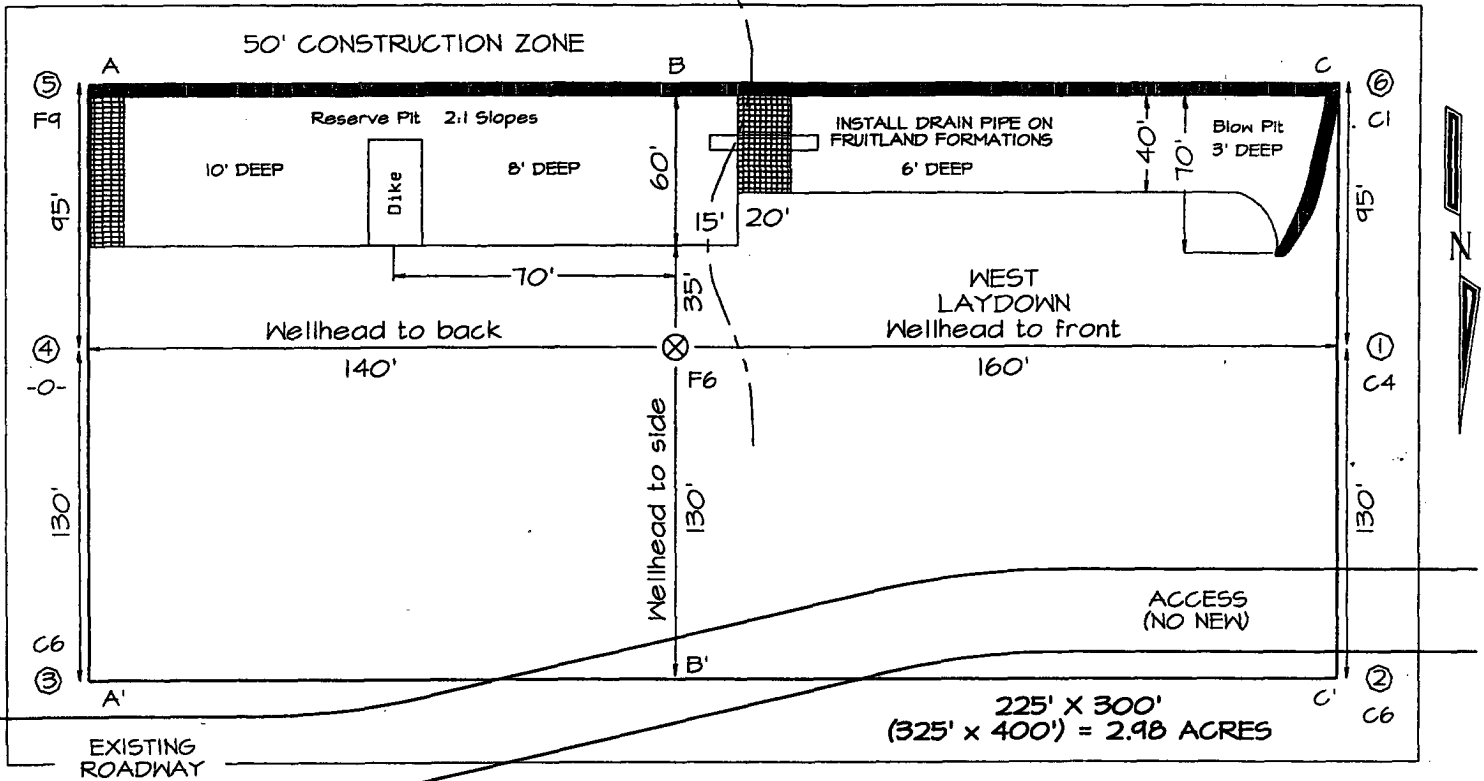 50' CONSTRUCTION ZONE
A
B
C
5
F9
6
C1
Reserve Pit 2:1 Slopes
10' DEEP
Dike
8' DEEP
60'
INSTALL DRAIN PIPE ON
FRUITLAND FORMATIONS
6' DEEP
40'
70'
Blow Pit
3' DEEP
95'
95'
15'
20'
N
70'
35'
WEST
LAYDOWN
Wellhead to back
Wellhead to front
4
-0-
140'
160'
F6
1
C4
Wellhead to side
130'
130'
130'
C6
3
A'
B'
C'
2
C6
ACCESS
(NO NEW)
225' X 300'
(325' x 400') = 2.98 ACRES
EXISTING
ROADWAY